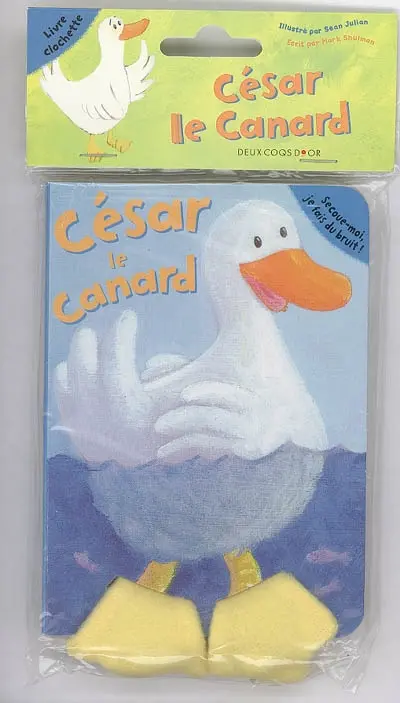 Livre
clochette
Illustré par Sean Julian
Ecrit par Mark Shulman
César
le Canard
DEUX COQS D'OR
César
le
Canard
Secoue-moi
je fais du bruit !